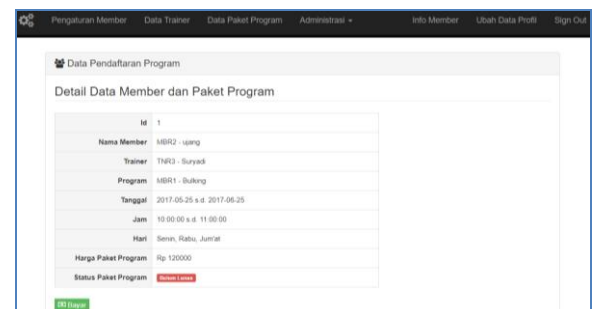 Pengaturan Member Data Trainer Data Paket Program Administrasi Info Member Ubah Data Profil Sign Out
Data Pendaftaran Program
Detail Data Member dan Paket Program
Id 1
Nama Member MBR2 - ujang
Trainer TNR3 - Suryadi
Program MBR1 - Bulking
Tanggal 2017-05-25 s.d. 2017-06-25
Jam 10:00:00 s.d. 11:00:00
Hari Senin, Rabu, Jum'at
Harga Paket Program Rp 120000
Status Paket Program Belum Lunas
Bayar